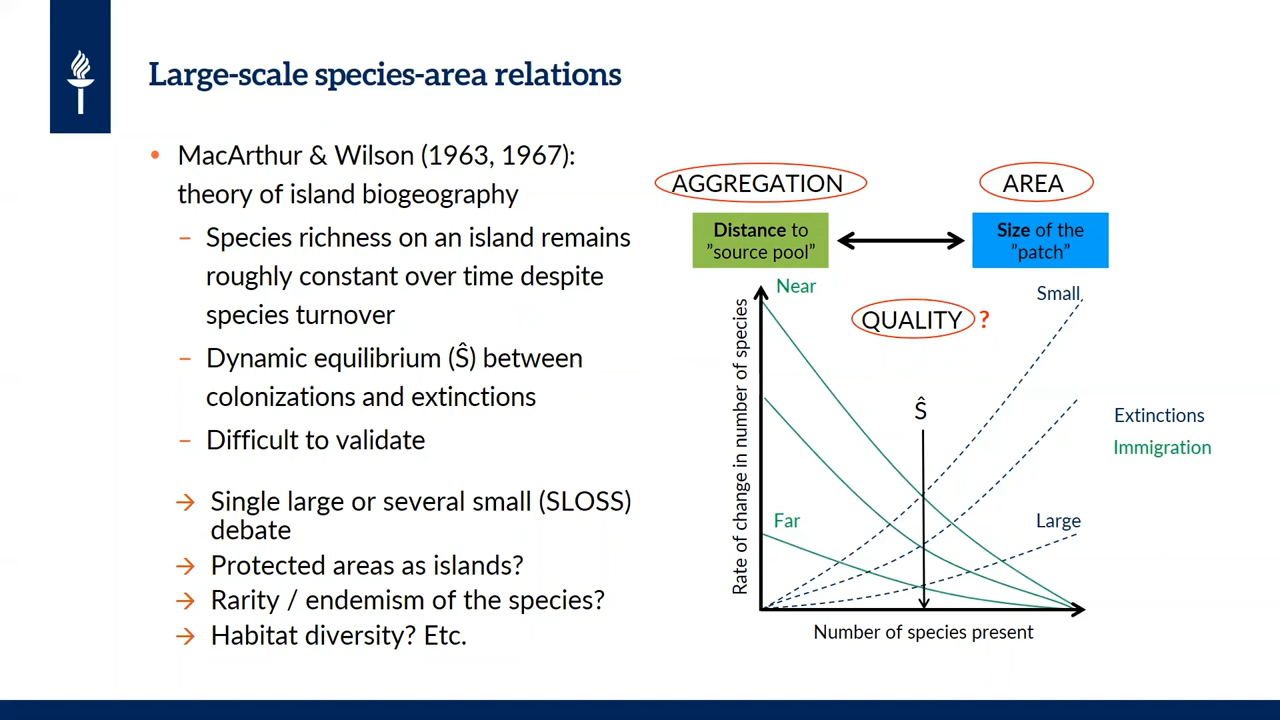 Large-scale species-area relations
• MacArthur & Wilson (1963, 1967):
theory of island biogeography
– Species richness on an island remains
roughly constant over time despite
species turnover
– Dynamic equilibrium (Ŝ) between
colonizations and extinctions
– Difficult to validate
→ Single large or several small (SLOSS)
debate
→ Protected areas as islands?
→ Rarity / endemism of the species?
→ Habitat diversity? Etc.
AGGREGATION
AREA
Distance to
”source pool”
Size of the
”patch”
Near
Small
QUALITY ?
Rate of change in number of species
Ŝ
Extinctions
Immigration
Far
Large
Number of species present